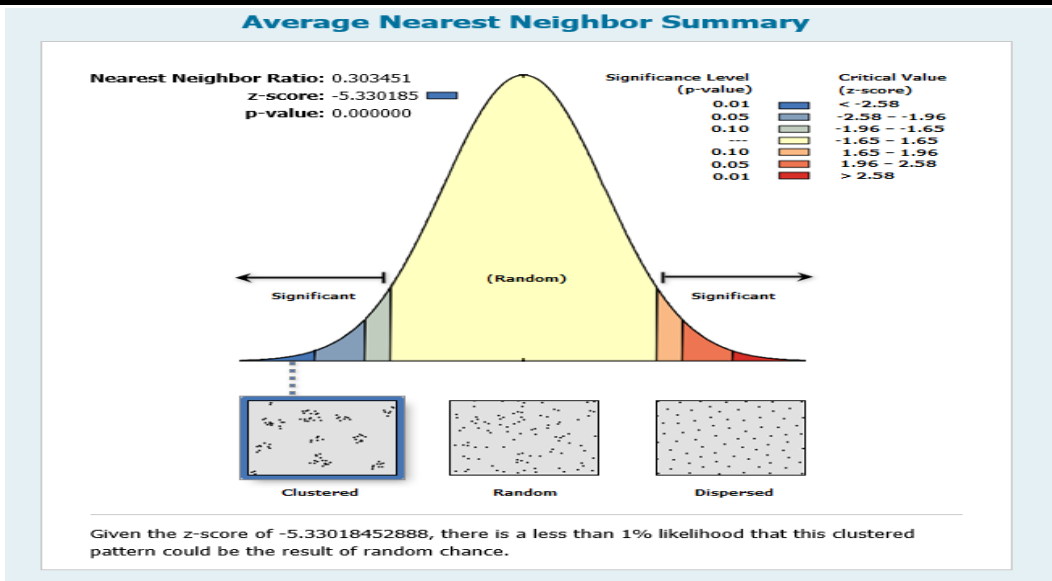 Average Nearest Neighbor Summary
Nearest Neighbor Ratio: 0.303451
z-score: -5.330185
p-value: 0.000000
Significance Level
(p-value)
Critical Value
(z-score)
0.01 < -2.58
0.05 -2.58 - -1.96
0.10 -1.96 - -1.65
--- -1.65 - 1.65
0.10 1.65 - 1.96
0.05 1.96 - 2.58
0.01 > 2.58
(Random)
Significant
Significant
Clustered
Random
Dispersed
Given the z-score of -5.33018452888, there is a less than 1% likelihood that this clustered
pattern could be the result of random chance.